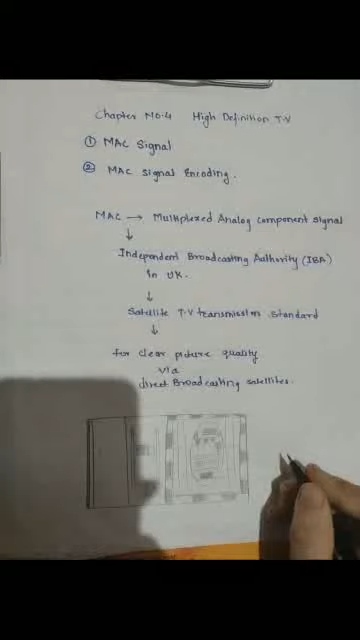 Chapter No.4 High Definition T.V
① MAC Signal
② MAC signal Encoding.
MAC → Multiplexed Analog Component signal
↓
Independent Broadcasting Authority (IBA)
in UK.
↓
Satellite T.V transmission standard
↓
for clear picture quality
via
direct Broadcasting satellites.